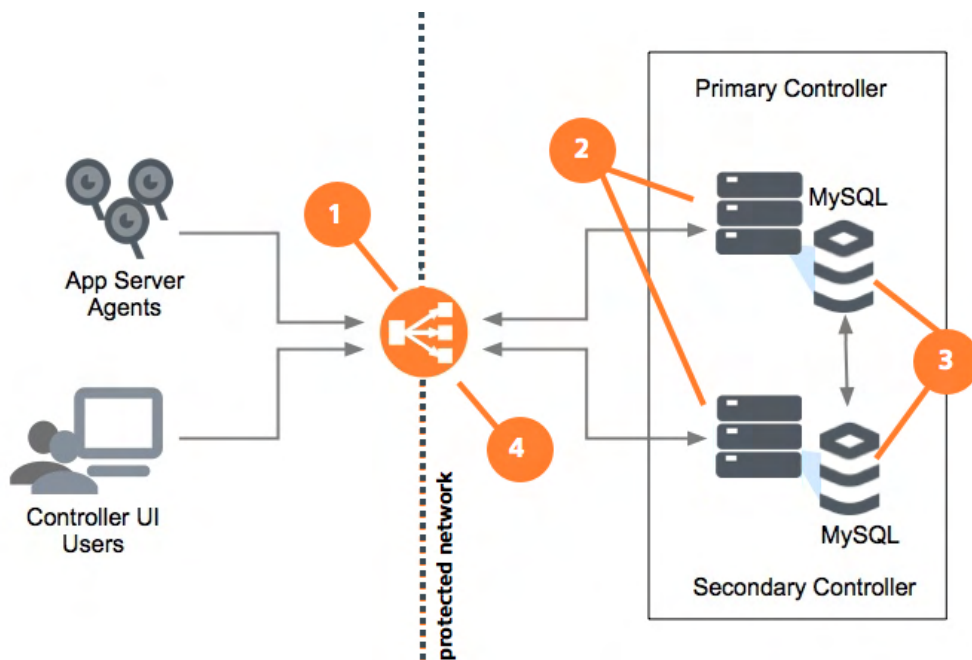 Primary Controller
2
MySQL
1
App Server
Agents
3
4
Controller UI
Users
MySQL
protected network
Secondary Controller